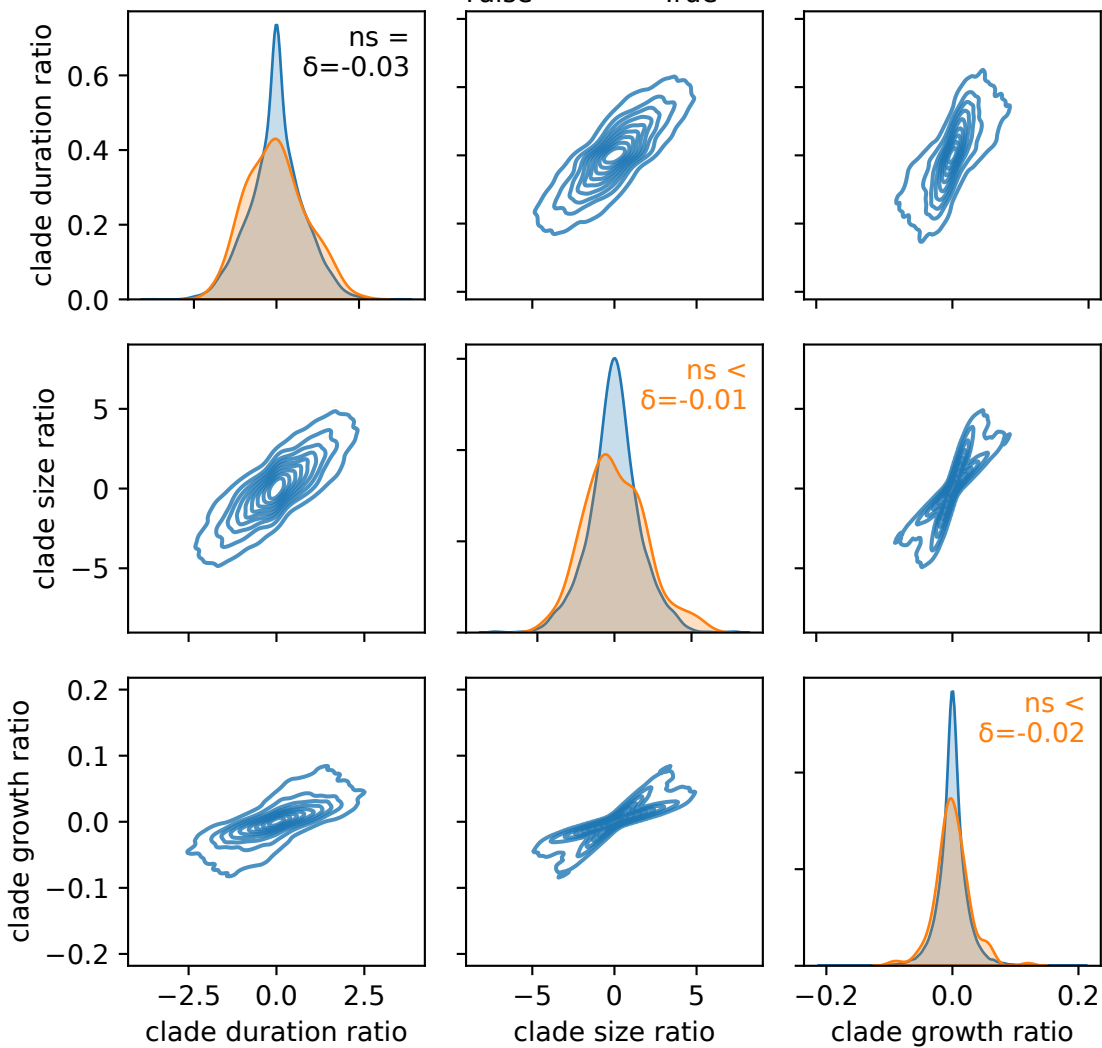 clade duration ratio
0.6
0.4
0.2
0.0
ns =
δ=-0.03
clade size ratio
5
0
−5
ns <
δ=-0.01
clade growth ratio
0.2
0.1
0.0
−0.1
−0.2
ns <
δ=-0.02
−2.5 0.0 2.5
−5 0 5
−0.2 0.0 0.2
clade duration ratio
clade size ratio
clade growth ratio